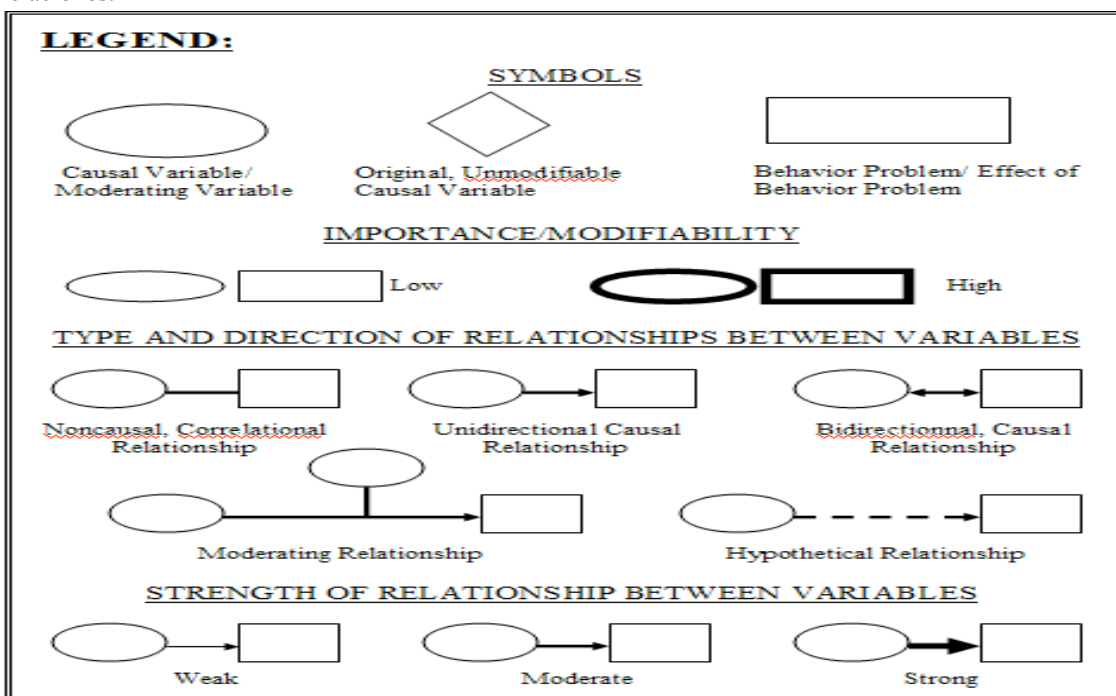 LEGEND:
SYMBOLS
Causal Variable/
Moderating Variable
Original, Unmodifiable
Causal Variable
Behavior Problem/ Effect of
Behavior Problem
IMPORTANCE/MODIFIABILITY
Low
High
TYPE AND DIRECTION OF RELATIONSHIPS BETWEEN VARIABLES
Noncausal, Correlational
Relationship
Unidirectional Causal
Relationship
Bidirectionnal, Causal
Relationship
Moderating Relationship
Hypothetical Relationship
STRENGTH OF RELATIONSHIP BETWEEN VARIABLES
Weak
Moderate
Strong